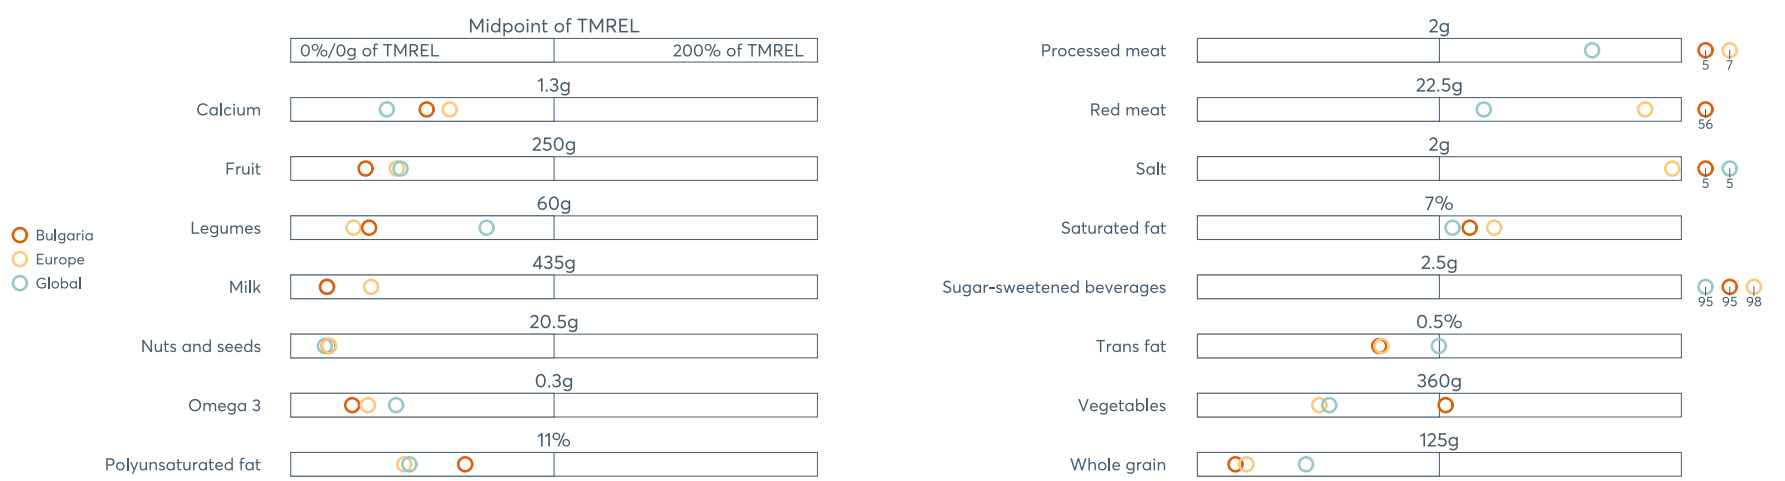 Midpoint of TMREL
0%/0g of TMREL 200% of TMREL
1.3g
Calcium
250g
Fruit
60g
Legumes
435g
Milk
20.5g
Nuts and seeds
0.3g
Omega 3
11%
Polyunsaturated fat
Bulgaria
Europe
Global
2g
Processed meat
5 7
22.5g
Red meat
56
2g
Salt
5 5
7%
Saturated fat
2.5g
Sugar-sweetened beverages
95 95 98
0.5%
Trans fat
360g
Vegetables
125g
Whole grain